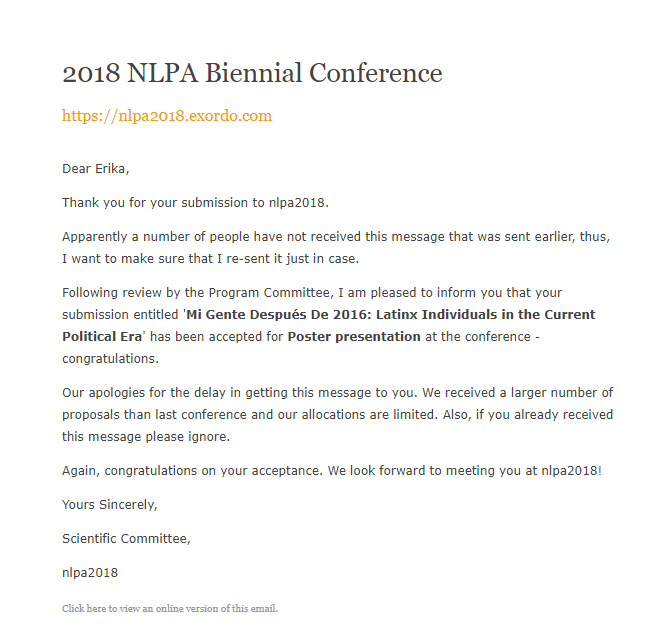 2018 NLPA Biennial Conference
https://nlpa2018.exordo.com
Dear Erika,
Thank you for your submission to nlpa2018.
Apparently a number of people have not received this message that was sent earlier, thus,
I want to make sure that I re-sent it just in case.
Following review by the Program Committee, I am pleased to inform you that your
submission entitled 'Mi Gente Después De 2016: Latinx Individuals in the Current
Political Era' has been accepted for Poster presentation at the conference -
congratulations.
Our apologies for the delay in getting this message to you. We received a larger number of
proposals than last conference and our allocations are limited. Also, if you already received
this message please ignore.
Again, congratulations on your acceptance. We look forward to meeting you at nlpa2018!
Yours Sincerely,
Scientific Committee,
nlpa2018
Click here to view an online version of this email.